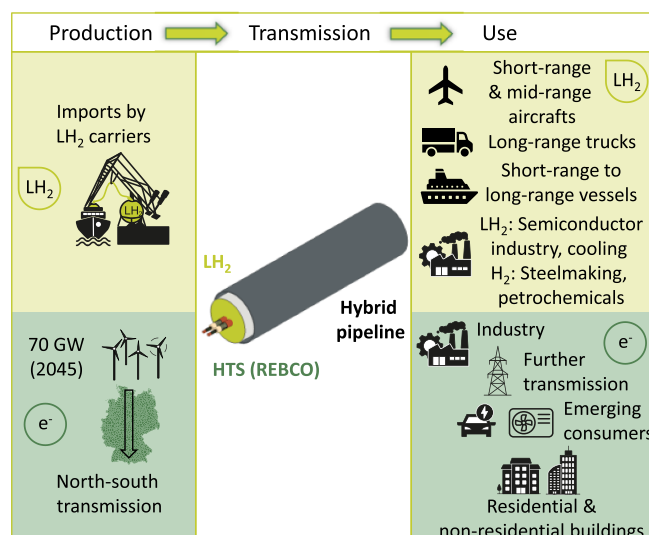 Production
Transmission
Use
Imports by
LH₂ carriers
LH₂
LH
70 GW
(2045)
e⁻
North-south
transmission
LH₂
Hybrid
pipeline
HTS (REBCO)
Short-range
& mid-range
aircrafts
LH₂
Long-range trucks
Short-range to
long-range vessels
LH₂: Semiconductor
industry, cooling
H₂: Steelmaking,
petrochemicals
Industry
e⁻
Further
transmission
Emerging
consumers
Residential &
non-residential buildings